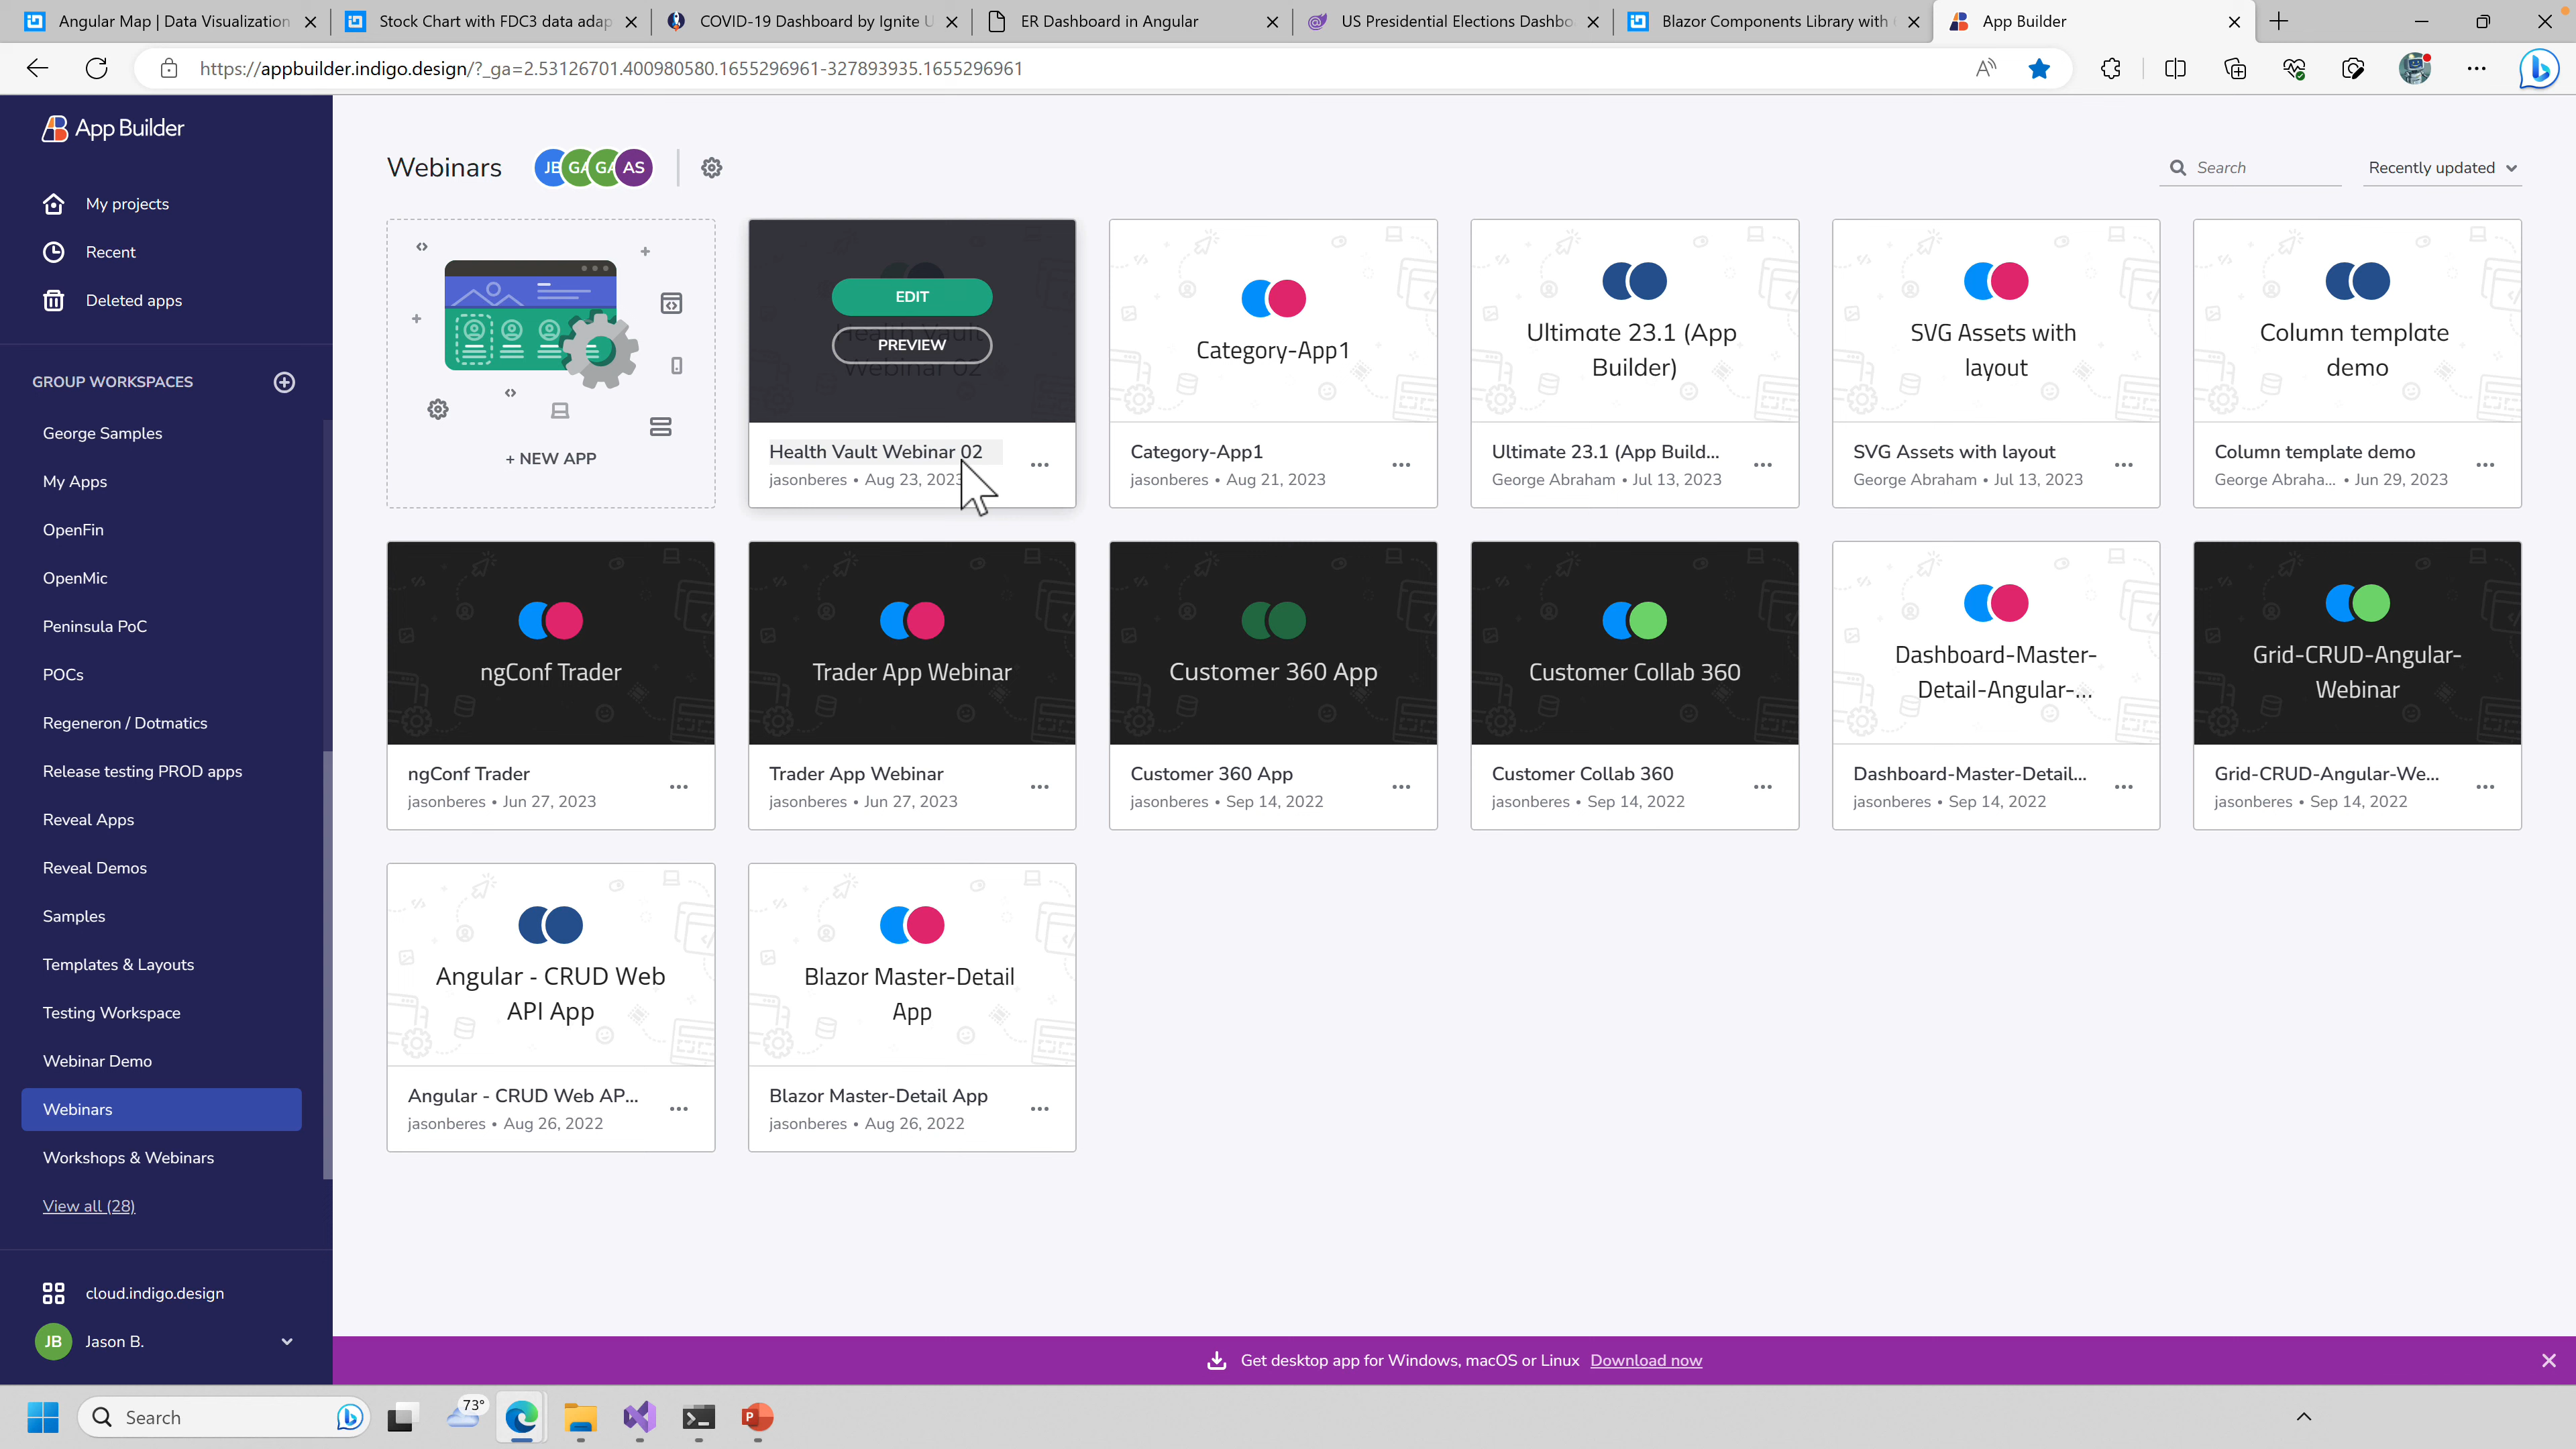 Angular Map | Data Visualization
Stock Chart with FDC3 data adap
COVID-19 Dashboard by Ignite U
ER Dashboard in Angular
US Presidential Elections Dashbo
Blazor Components Library with
App Builder
https://appbuilder.indigo.design/?_ga=2.53126701.400980580.1655296961-327893935.1655296961
App Builder
My projects
Recent
Deleted apps
GROUP WORKSPACES
George Samples
My Apps
OpenFin
OpenMic
Peninsula PoC
POCs
Regeneron / Dotmatics
Release testing PROD apps
Reveal Apps
Reveal Demos
Samples
Templates & Layouts
Testing Workspace
Webinar Demo
Webinars
Workshops & Webinars
View all (28)
cloud.indigo.design
JB Jason B.
Webinars
JB GA GA AS
Search
Recently updated
+ NEW APP
EDIT
PREVIEW
Health Vault
Webinar 02
Health Vault Webinar 02
jasonberes • Aug 23, 2023
Category-App1
Category-App1
jasonberes • Aug 21, 2023
Ultimate 23.1 (App
Builder)
Ultimate 23.1 (App Build...
George Abraham • Jul 13, 2023
SVG Assets with
layout
SVG Assets with layout
George Abraham • Jul 13, 2023
Column template
demo
Column template demo
George Abraha... • Jun 29, 2023
ngConf Trader
ngConf Trader
jasonberes • Jun 27, 2023
Trader App Webinar
Trader App Webinar
jasonberes • Jun 27, 2023
Customer 360 App
Customer 360 App
jasonberes • Sep 14, 2022
Customer Collab 360
Customer Collab 360
jasonberes • Sep 14, 2022
Dashboard-Master-
Detail-Angular-...
Dashboard-Master-Detail...
jasonberes • Sep 14, 2022
Grid-CRUD-Angular-
Webinar
Grid-CRUD-Angular-We...
jasonberes • Sep 14, 2022
Angular - CRUD Web
API App
Angular - CRUD Web AP...
jasonberes • Aug 26, 2022
Blazor Master-Detail
App
Blazor Master-Detail App
jasonberes • Aug 26, 2022
Get desktop app for Windows, macOS or Linux Download now
Search
73°